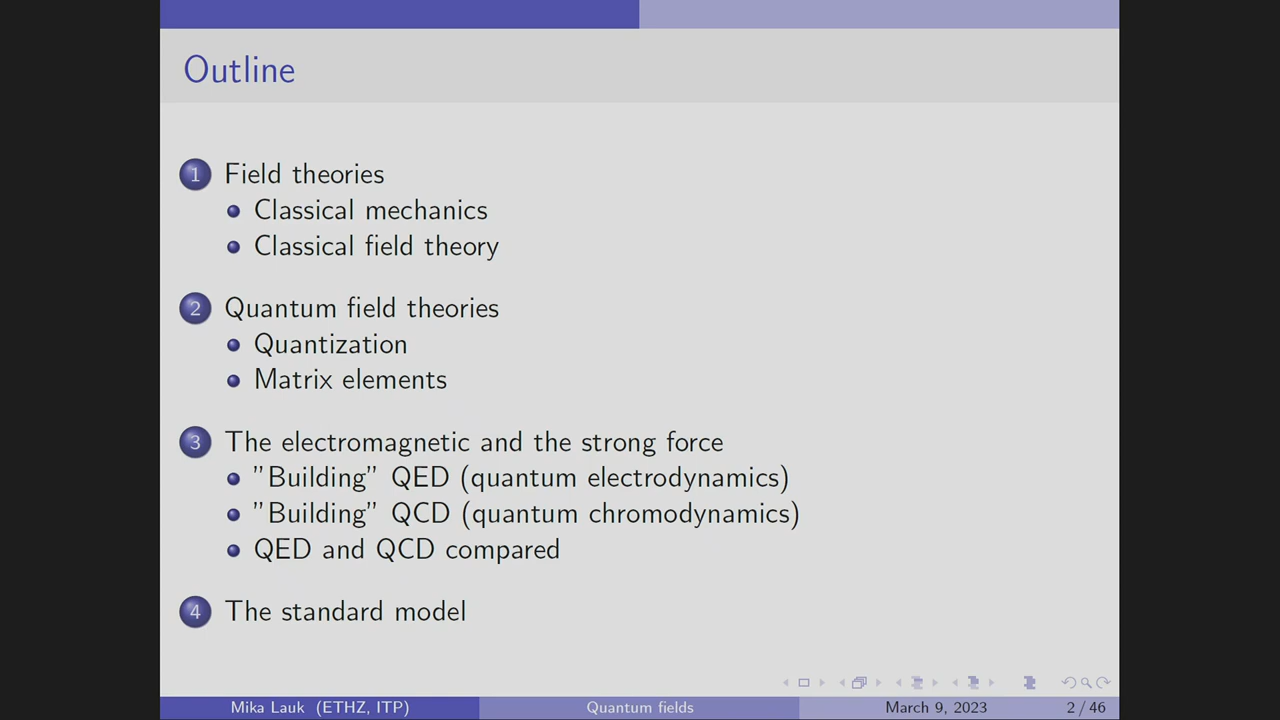 Outline
1 Field theories
Classical mechanics
Classical field theory
2 Quantum field theories
Quantization
Matrix elements
3 The electromagnetic and the strong force
”Building” QED (quantum electrodynamics)
”Building” QCD (quantum chromodynamics)
QED and QCD compared
4 The standard model
Mika Lauk (ETHZ, ITP) Quantum fields March 9, 2023 2 / 46